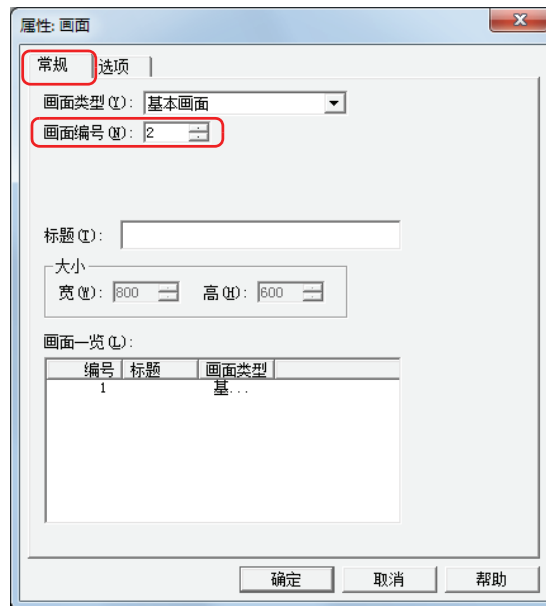 属性: 画面
常规 选项
画面类型(Y): 基本画面
画面编号(N): 2
标题(T):
大小
宽(W): 800 高(H): 600
画面一览(L):
编号 标题 画面类型
1 基...
确定 取消 帮助